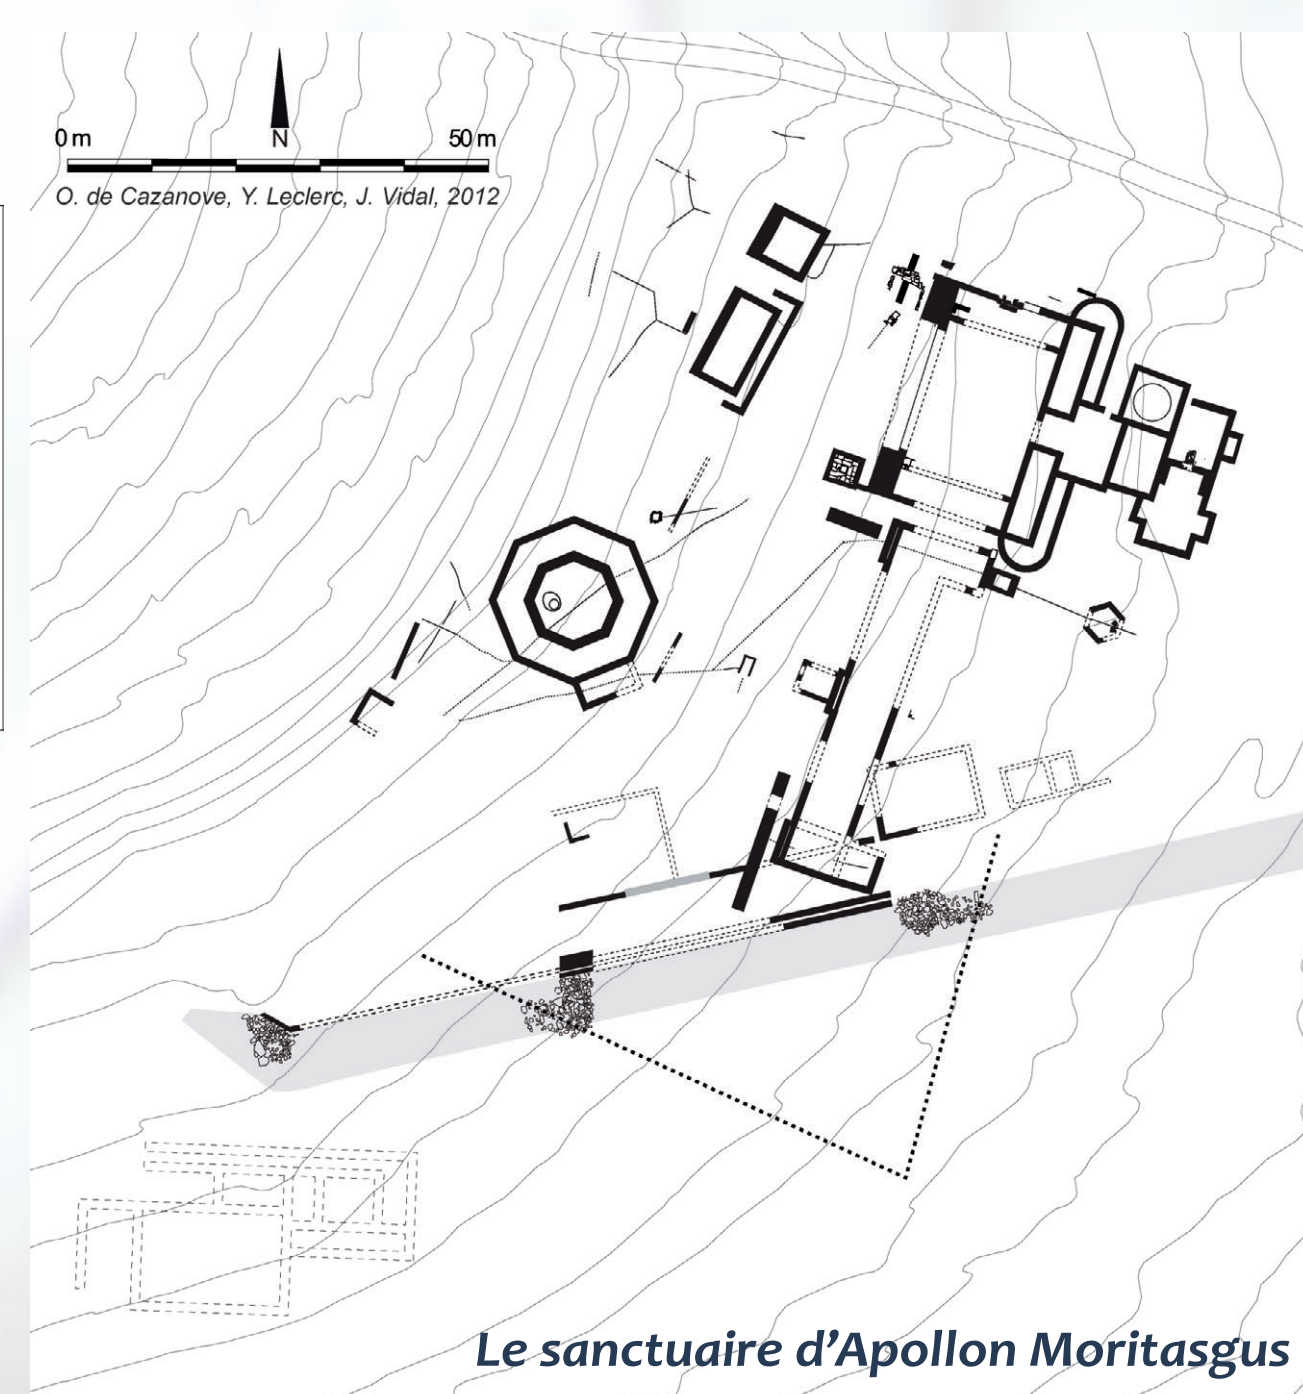 0 m 50 m
N
O. de Cazanove, Y. Leclerc, J. Vidal, 2012
Le sanctuaire d'Apollon Moritasgus